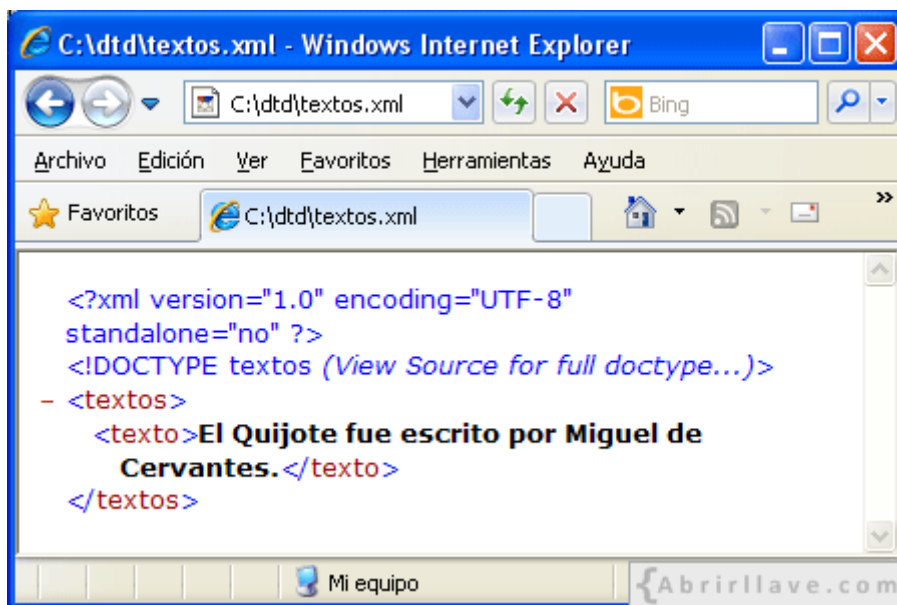 C:\dtd\textos.xml - Windows Internet Explorer
C:\dtd\textos.xml Bing
Archivo Edición Ver Favoritos Herramientas Ayuda
Favoritos C:\dtd\textos.xml »
<?xml version="1.0" encoding="UTF-8"
standalone="no" ?>
<!DOCTYPE textos (View Source for full doctype...)>
– <textos>
<texto>El Quijote fue escrito por Miguel de
Cervantes.</texto>
</textos>
Mi equipo {Abrirllave.com